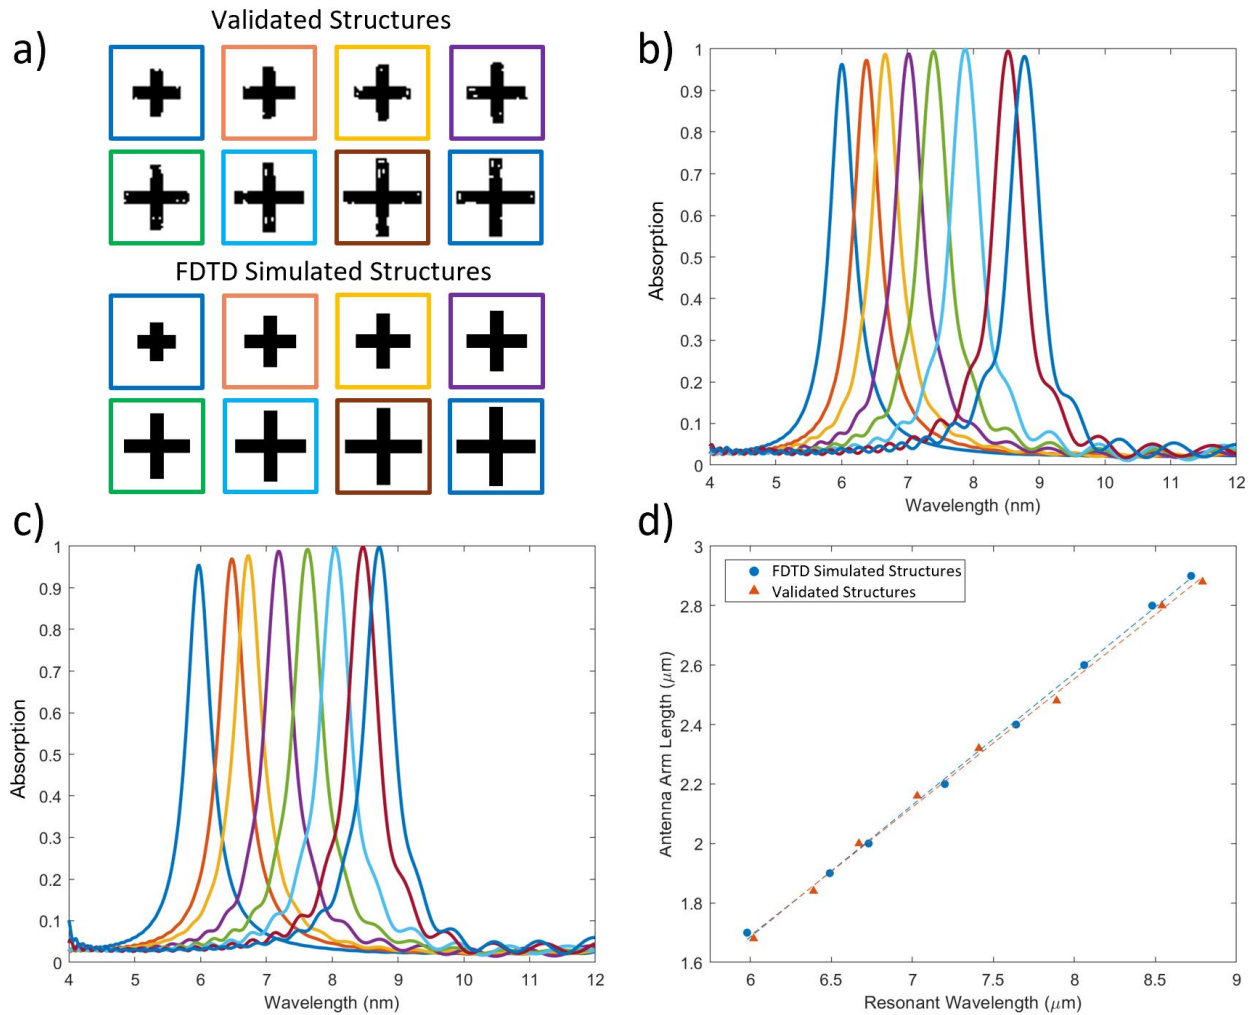 a)
Validated Structures
FDTD Simulated Structures
b)
1
0.9
0.8
0.7
0.6
0.5
0.4
0.3
0.2
0.1
0
Absorption
4 5 6 7 8 9 10 11 12
Wavelength (nm)
c)
1
0.9
0.8
0.7
0.6
0.5
0.4
0.3
0.2
0.1
0
Absorption
4 5 6 7 8 9 10 11 12
Wavelength (nm)
d)
3
2.8
2.6
2.4
2.2
2
1.8
1.6
Antenna Arm Length (μm)
FDTD Simulated Structures
Validated Structures
6 6.5 7 7.5 8 8.5 9
Resonant Wavelength (μm)